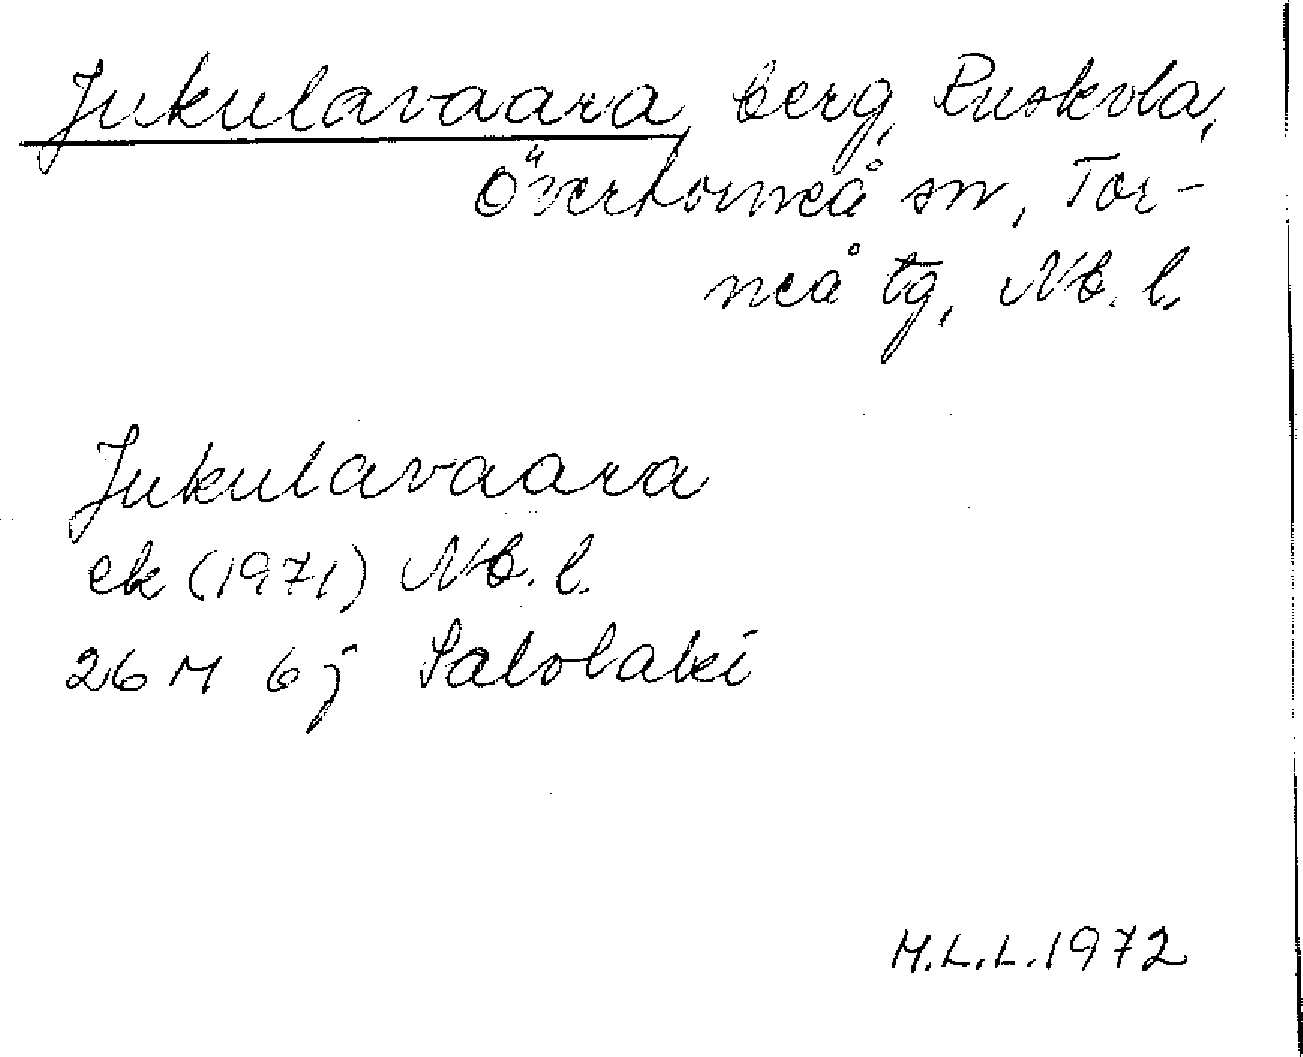 Jukulavaara, berg, Ruskola,
Övertorneå sn, Tor-
neå tg, Nb. l.
Jukulavaara
ek (1971) Nb. l.
26 M 6 j Salolaki
M.L.L. 1972